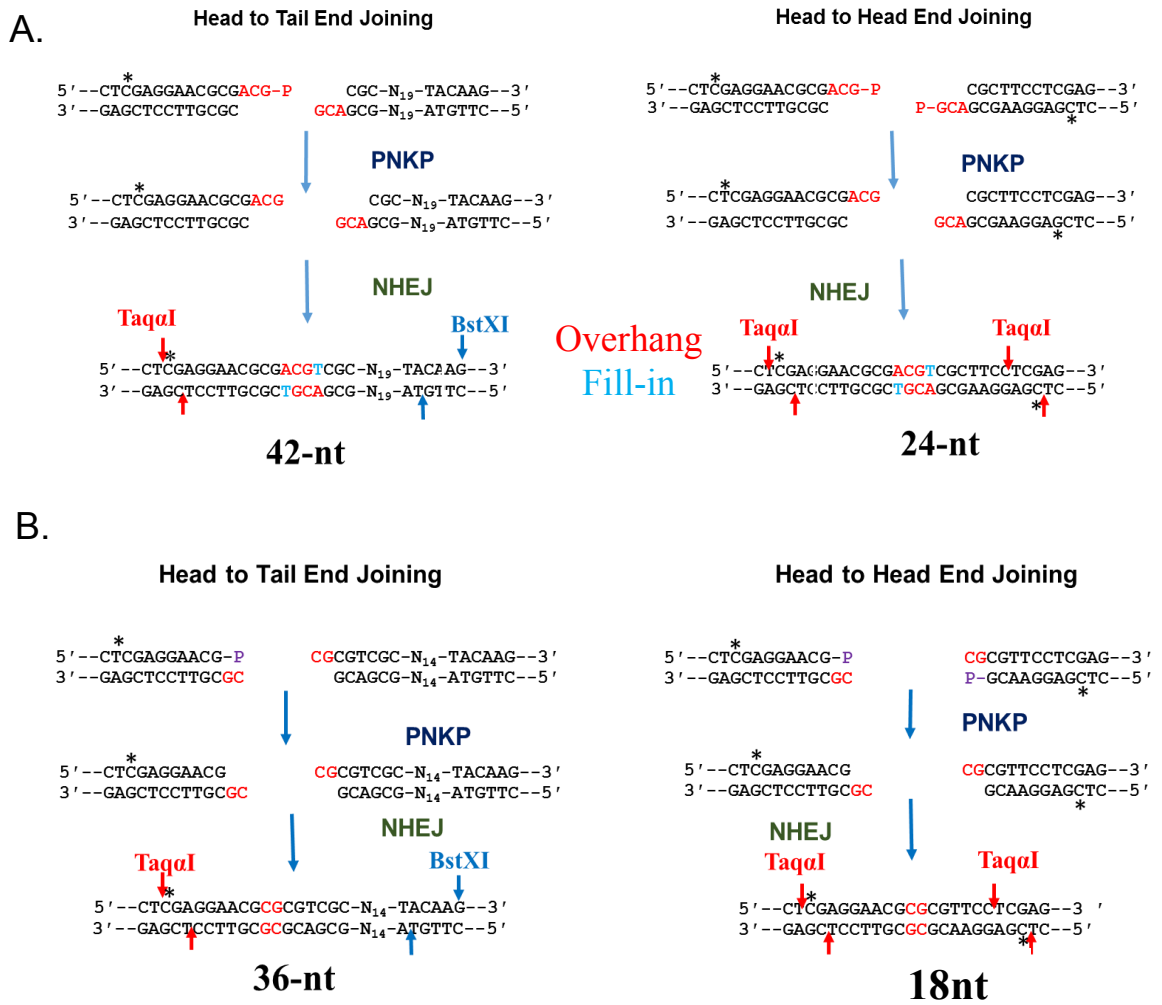 A.
Head to Tail End Joining
Head to Head End Joining
*
5′--CTCGAGGAACGCGACG-P CGC-N19-TACAAG--3′
3′--GAGCTCCTTGCGC GCAGCG-N19-ATGTTC--5′
*
5′--CTCGAGGAACGCGACG-P CGCTTCCTCGAG--3′
3′--GAGCTCCTTGCGC P-GCAGCGAAGGAGCTC--5′
*
PNKP
PNKP
*
5′--CTCGAGGAACGCGACG CGC-N19-TACAAG--3′
3′--GAGCTCCTTGCGC GCAGCG-N19-ATGTTC--5′
*
5′--CTCGAGGAACGCGACG CGCTTCCTCGAG--3′
3′--GAGCTCCTTGCGC GCAGCGAAGGAGCTC--5′
*
NHEJ
NHEJ
TaqαI
BstXI
*
5′--CTCGAGGAACGCGACGTCGC-N19-TACAAG--3′
3′--GAGCTCCTTGCGCTGCAGCG-N19-ATGTTC--5′
42-nt
Overhang
Fill-in
TaqαI
TaqαI
*
5′--CTCGAGGAACGCGACGTCGCTTCCTCGAG--3′
3′--GAGCTCCTTGCGCTGCAGCGAAGGAGCTC--5′
*
24-nt
B.
Head to Tail End Joining
Head to Head End Joining
*
5′--CTCGAGGAACG-P CGCGTCGC-N14-TACAAG--3′
3′--GAGCTCCTTGCGC GCAGCG-N14-ATGTTC--5′
*
5′--CTCGAGGAACG-P CGCGTTCCTCGAG--3′
3′--GAGCTCCTTGCGC P-GCAAGGAGCTC--5′
*
PNKP
PNKP
*
5′--CTCGAGGAACG CGCGTCGC-N14-TACAAG--3′
3′--GAGCTCCTTGCGC GCAGCG-N14-ATGTTC--5′
*
5′--CTCGAGGAACG CGCGTTCCTCGAG--3′
3′--GAGCTCCTTGCGC GCAAGGAGCTC--5′
*
NHEJ
NHEJ
TaqαI
BstXI
*
5′--CTCGAGGAACGCGCGTCGC-N14-TACAAG--3′
3′--GAGCTCCTTGCGCGCAGCG-N14-ATGTTC--5′
36-nt
TaqαI
TaqαI
*
5′--CTCGAGGAACGCGCGTTCCTCGAG--3 ′
3′--GAGCTCCTTGCGCGCAAGGAGCTC--5′
*
18nt